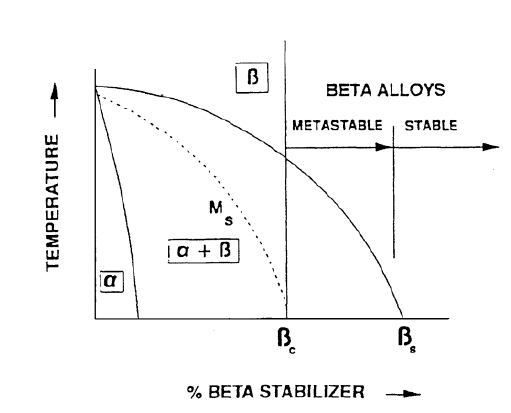 β
BETA ALLOYS
METASTABLE
STABLE
TEMPERATURE
Ms
α + β
α
βc
βs
% BETA STABILIZER